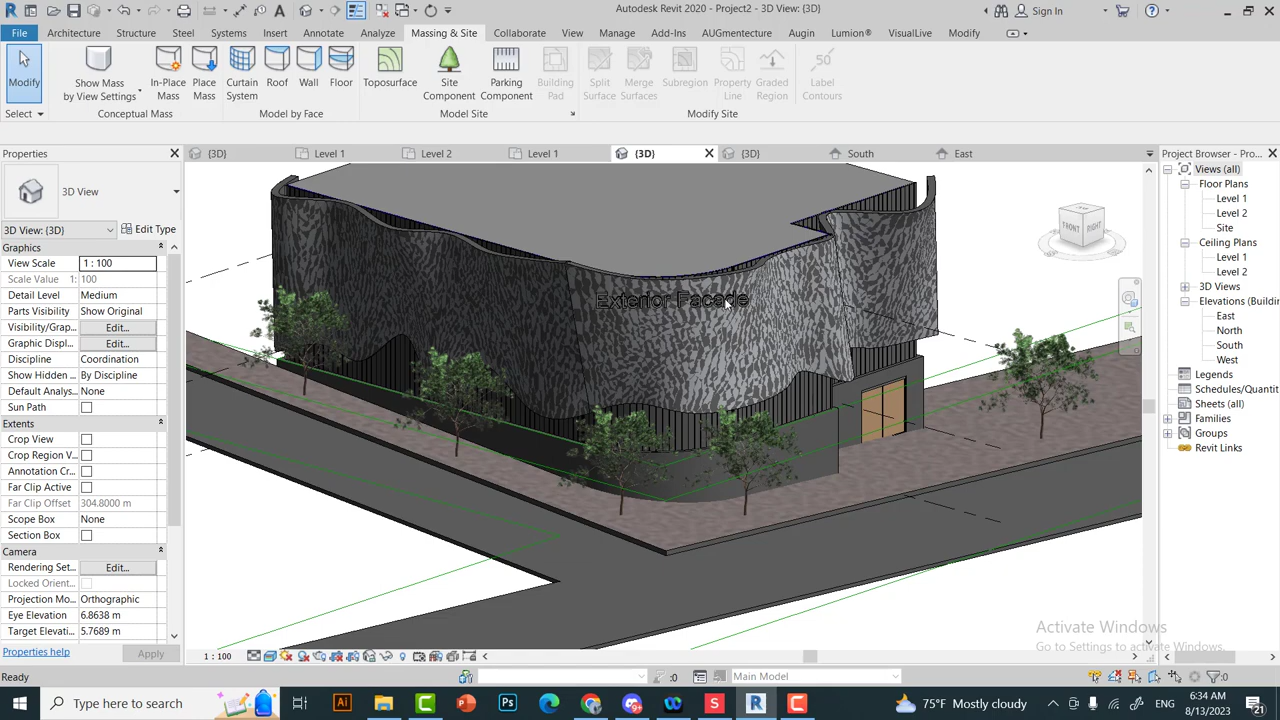 Autodesk Revit 2020 - Project2 - 3D View: {3D}
Sign In
File
Architecture
Structure
Steel
Systems
Insert
Annotate
Analyze
Massing & Site
Collaborate
View
Manage
Add-Ins
AUGmentecture
Augin
Lumion®
VisualLive
Modify
Modify
Show Mass
by View Settings
In-Place
Mass
Place
Mass
Curtain
System
Roof
Wall
Floor
Toposurface
Site
Component
Parking
Component
Building
Pad
Split
Surface
Merge
Surfaces
Subregion
Property
Line
Graded
Region
50
Label
Contours
Select
Conceptual Mass
Model by Face
Model Site
Modify Site
Properties
{3D}
Level 1
Level 2
Level 1
{3D}
{3D}
South
East
Project Browser - Pro...
3D View
3D View: {3D}
Edit Type
Graphics
View Scale 1 : 100
Scale Value 1: 100
Detail Level Medium
Parts Visibility Show Original
Visibility/Grap... Edit...
Graphic Displ... Edit...
Discipline Coordination
Show Hidden ... By Discipline
Default Analys... None
Sun Path
Extents
Crop View
Crop Region V...
Annotation Cr...
Far Clip Active
Far Clip Offset 304.8000 m
Scope Box None
Section Box
Camera
Rendering Set... Edit...
Locked Orient...
Projection Mo... Orthographic
Eye Elevation 6.8638 m
Target Elevati... 5.7689 m
Properties help
Apply
Exterior Facade
TOP
FRONT
RIGHT
Views (all)
Floor Plans
Level 1
Level 2
Site
Ceiling Plans
Level 1
Level 2
3D Views
Elevations (Buildin
East
North
South
West
Legends
Schedules/Quantit
Sheets (all)
Families
Groups
Revit Links
Activate Windows
Go to Settings to activate Windows.
1 : 100
Ready
:0
Main Model
:0
Type here to search
Ai
Ps
S
R
C
75°F Mostly cloudy
6:34 AM
8/13/2023
21